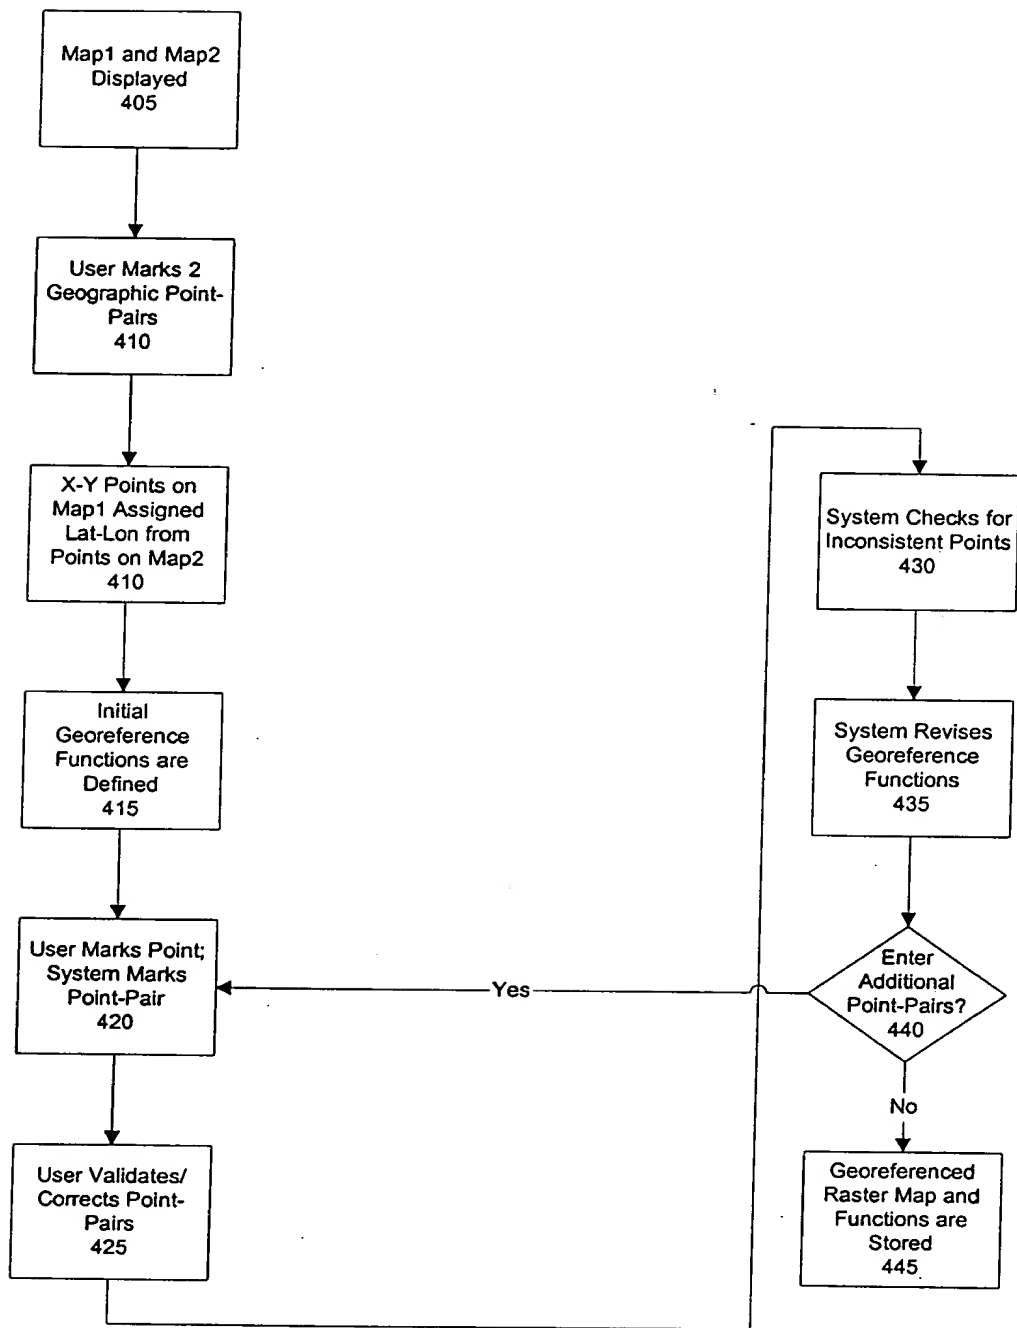 Map1 and Map2
Displayed
405
User Marks 2
Geographic Point-
Pairs
410
X-Y Points on
Map1 Assigned
Lat-Lon from
Points on Map2
410
Initial
Georeference
Functions are
Defined
415
User Marks Point;
System Marks
Point-Pair
420
User Validates/
Corrects Point-
Pairs
425
System Checks for
Inconsistent Points
430
System Revises
Georeference
Functions
435
Enter
Additional
Point-Pairs?
440
Yes
No
Georeferenced
Raster Map and
Functions are
Stored
445